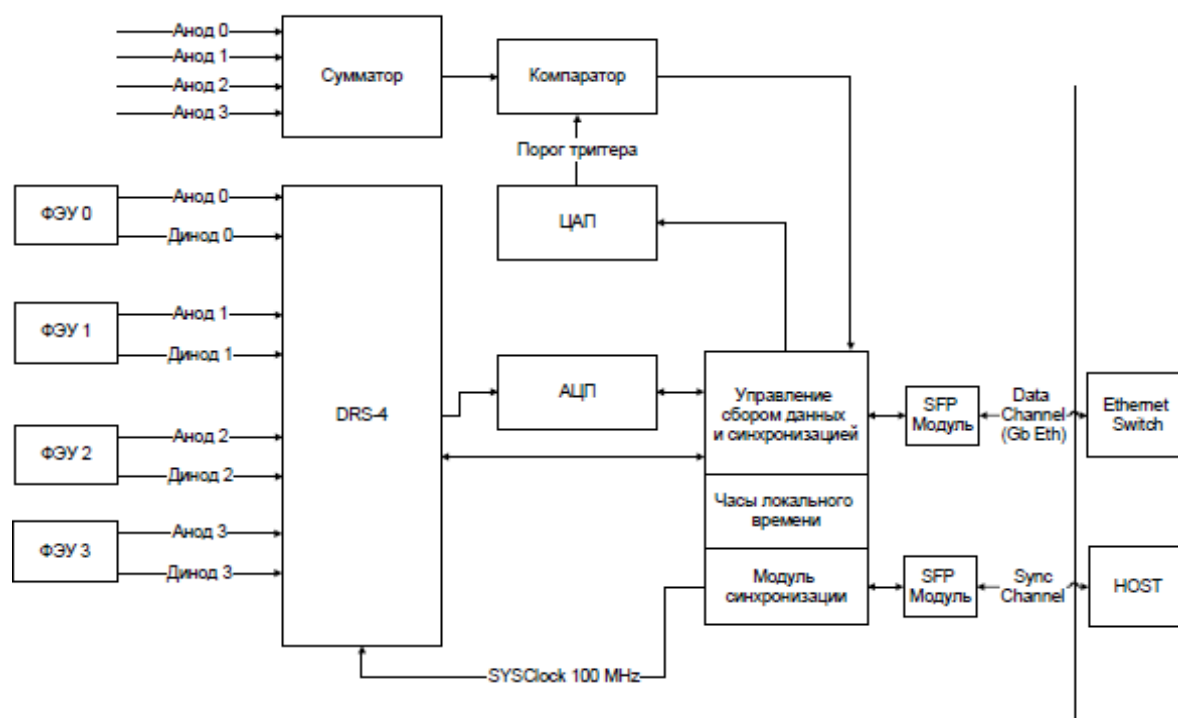 Анод 0
Анод 1
Анод 2
Анод 3
Сумматор
Компаратор
Порог триггера
ЦАП
ФЭУ 0
Анод 0
Динод 0
ФЭУ 1
Анод 1
Динод 1
ФЭУ 2
Анод 2
Динод 2
ФЭУ 3
Анод 3
Динод 3
DRS-4
АЦП
Управление
сбором данных
и синхронизацией
Часы локального
времени
Модуль
синхронизации
SFP
Модуль
Data
Channel
(Gb Eth)
Ethernet
Switch
SFP
Модуль
Sync
Channel
HOST
SYSClock 100 MHz